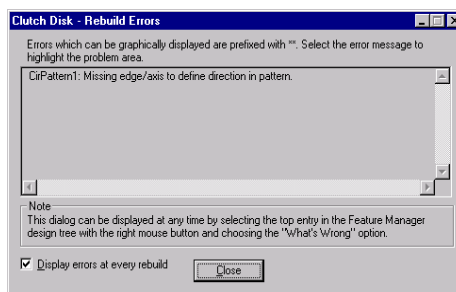 Clutch Disk - Rebuild Errors
Errors which can be graphically displayed are prefixed with "*". Select the error message to
highlight the problem area.
CirPattern1: Missing edge/axis to define direction in pattern.
Note
This dialog can be displayed at any time by selecting the top entry in the Feature Manager
design tree with the right mouse button and choosing the "What's Wrong" option.
Display errors at every rebuild
Close